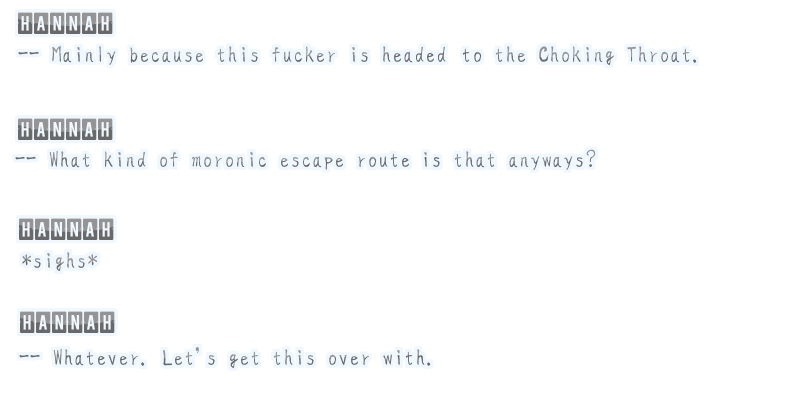 HANNAH
-- Mainly because this fucker is headed to the Choking Throat.
HANNAH
-- What kind of moronic escape route is that anyways?
HANNAH
*sighs*
HANNAH
-- Whatever. Let's get this over with.